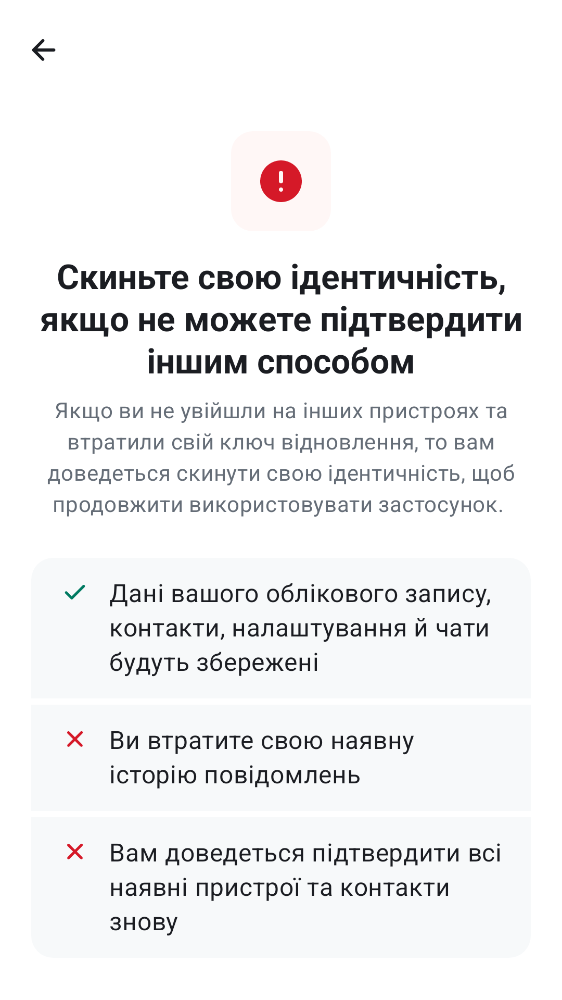 Скиньте свою ідентичність,
якщо не можете підтвердити
іншим способом
Якщо ви не увійшли на інших пристроях та
втратили свій ключ відновлення, то вам
доведеться скинути свою ідентичність, щоб
продовжити використовувати застосунок.
Дані вашого облікового запису,
контакти, налаштування й чати
будуть збережені
Ви втратите свою наявну
історію повідомлень
Вам доведеться підтвердити всі
наявні пристрої та контакти
знову